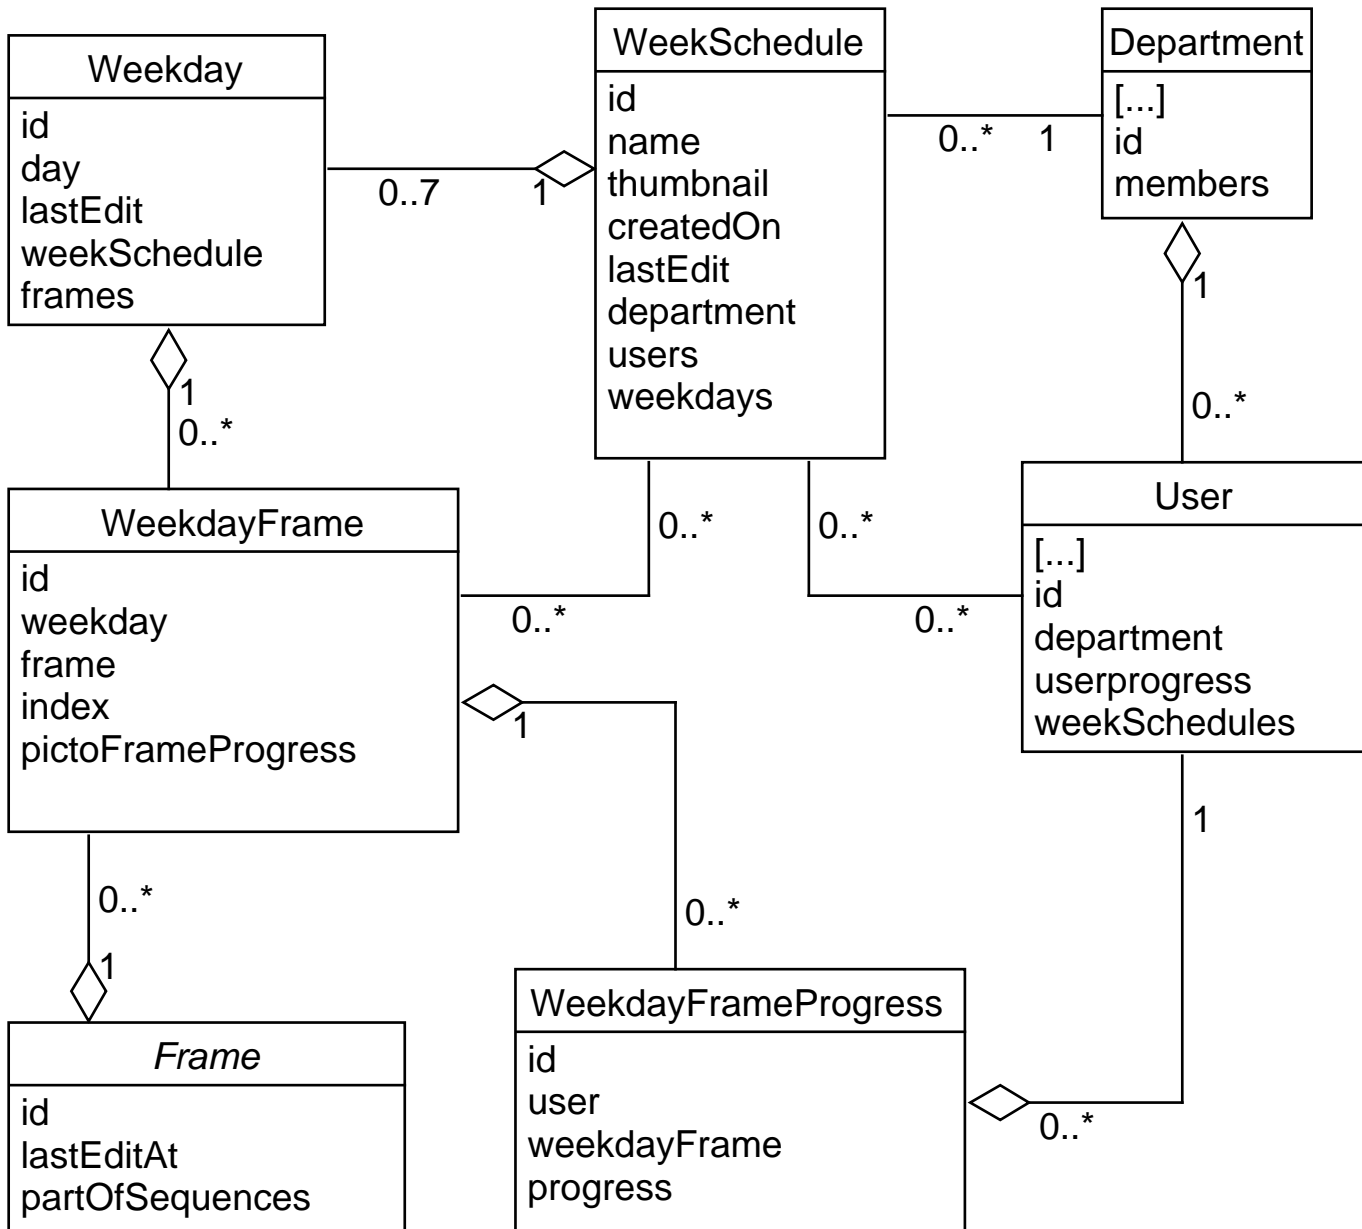 Weekday
id
day
lastEdit
weekSchedule
frames
WeekSchedule
id
name
thumbnail
createdOn
lastEdit
department
users
weekdays
Department
[...]
id
members
0..7
1
0..*
1
1
0..*
1
0..*
WeekdayFrame
id
weekday
frame
index
pictoFrameProgress
0..*
0..*
0..*
0..*
User
[...]
id
department
userprogress
weekSchedules
1
0..*
1
0..*
1
Frame
id
lastEditAt
partOfSequences
WeekdayFrameProgress
id
user
weekdayFrame
progress
0..*